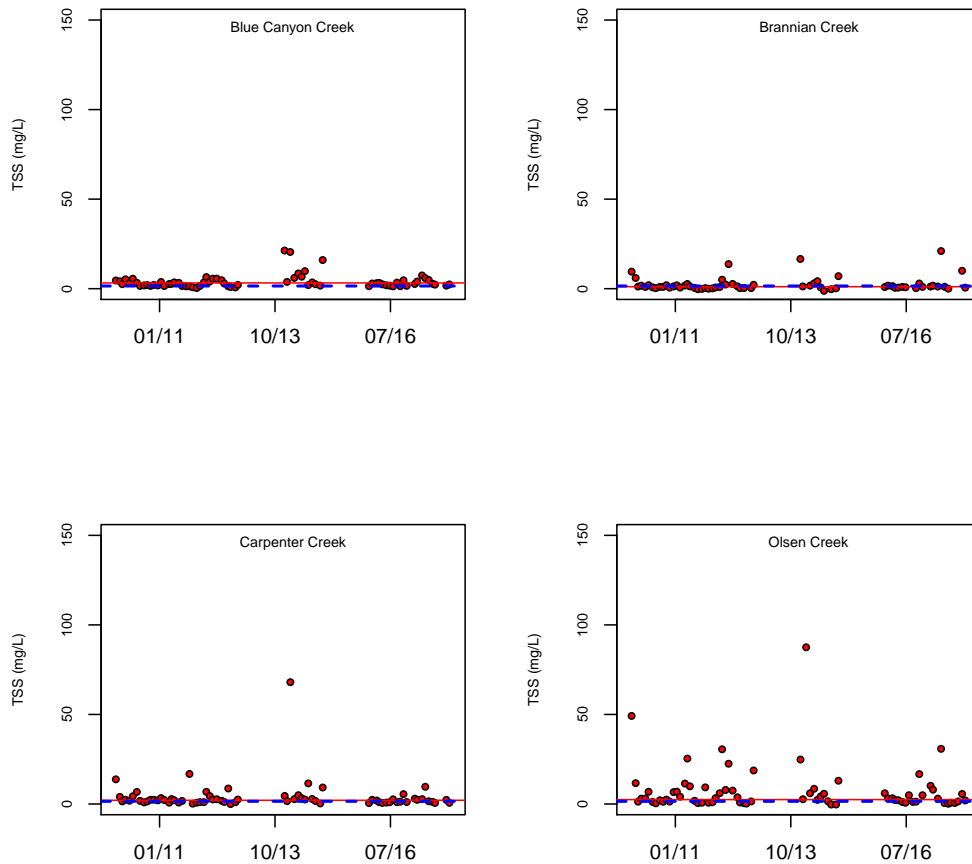 Blue Canyon Creek
TSS (mg/L)
150
100
50
0
01/11 10/13 07/16
Brannian Creek
TSS (mg/L)
150
100
50
0
01/11 10/13 07/16
Carpenter Creek
TSS (mg/L)
150
100
50
0
01/11 10/13 07/16
Olsen Creek
TSS (mg/L)
150
100
50
0
01/11 10/13 07/16